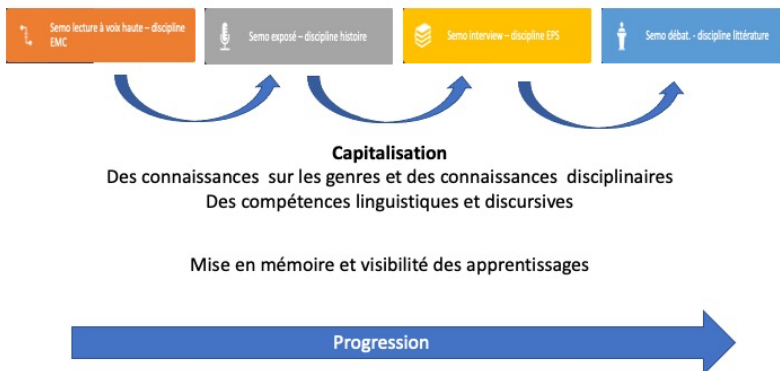 Semo lecture à voix haute – discipline
EMC
Semo exposé – discipline histoire
Semo interview – discipline EPS
Semo débat. - discipline littérature
Capitalisation
Des connaissances sur les genres et des connaissances disciplinaires
Des compétences linguistiques et discursives
Mise en mémoire et visibilité des apprentissages
Progression